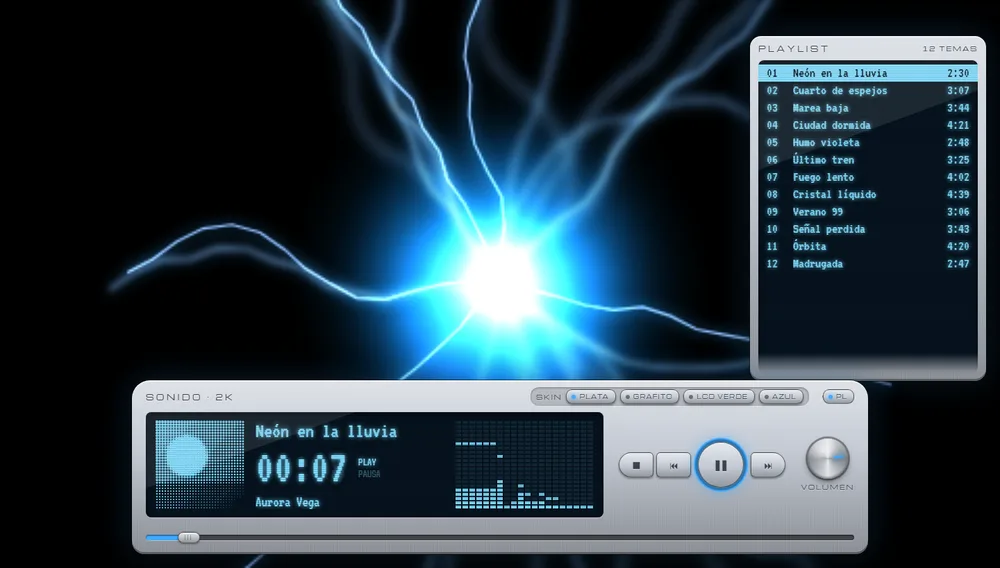 PLAYLIST 12 TEMAS
01 Neón en la lluvia 2:30
02 Cuarto de espejos 3:07
03 Marea baja 3:44
04 Ciudad dormida 4:21
05 Humo violeta 2:48
06 Último tren 3:25
07 Fuego lento 4:02
08 Cristal líquido 4:39
09 Verano 99 3:06
10 Señal perdida 3:43
11 Órbita 4:20
12 Madrugada 2:47
SONIDO · 2K SKIN PLATA GRAFITO LCD VERDE AZUL PL
Neón en la lluvia
00:07 PLAY
PAUSA
Aurora Vega
VOLUMEN